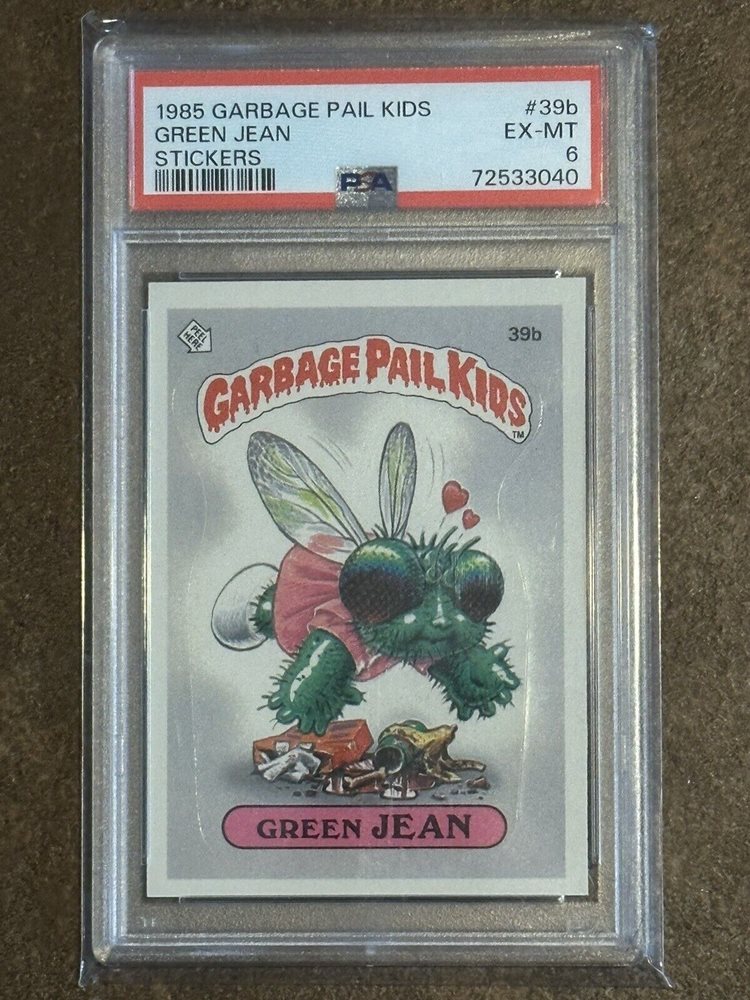 1985 GARBAGE PAIL KIDS #39b
GREEN JEAN EX-MT
STICKERS 6
PSA 72533040
PEEL HERE 39b
GARBAGE PAIL KIDS
TM
GREEN JEAN